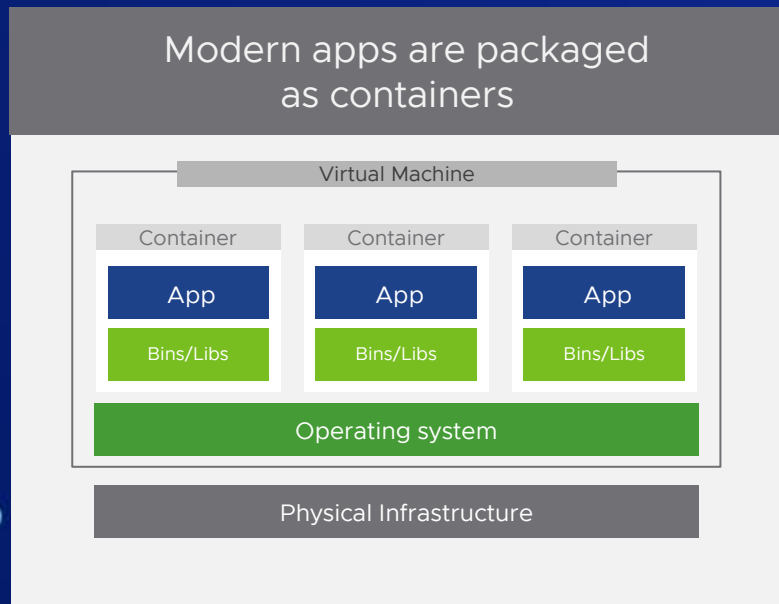 Modern apps are packaged
as containers
Virtual Machine
Container Container Container
App App App
Bins/Libs Bins/Libs Bins/Libs
Operating system
Physical Infrastructure